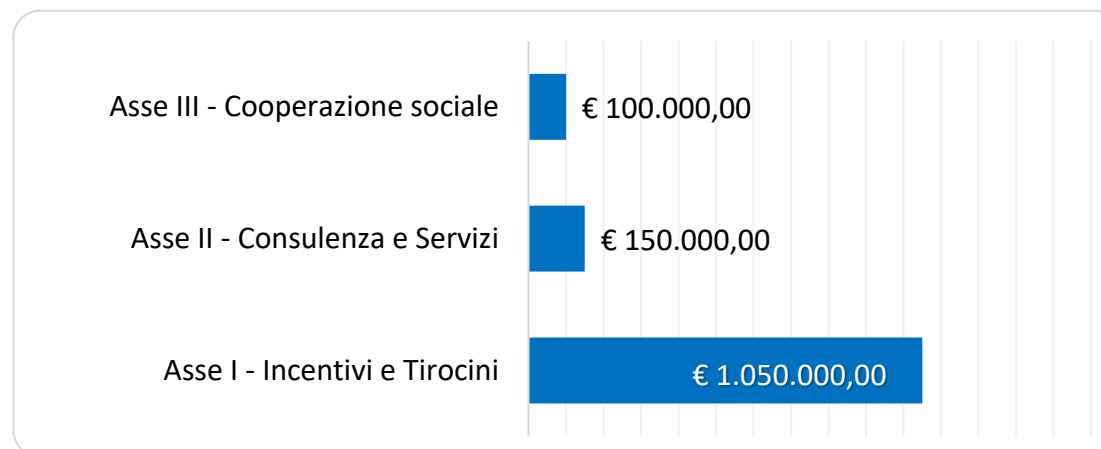 Asse III - Cooperazione sociale € 100.000,00
Asse II - Consulenza e Servizi € 150.000,00
Asse I - Incentivi e Tirocini € 1.050.000,00